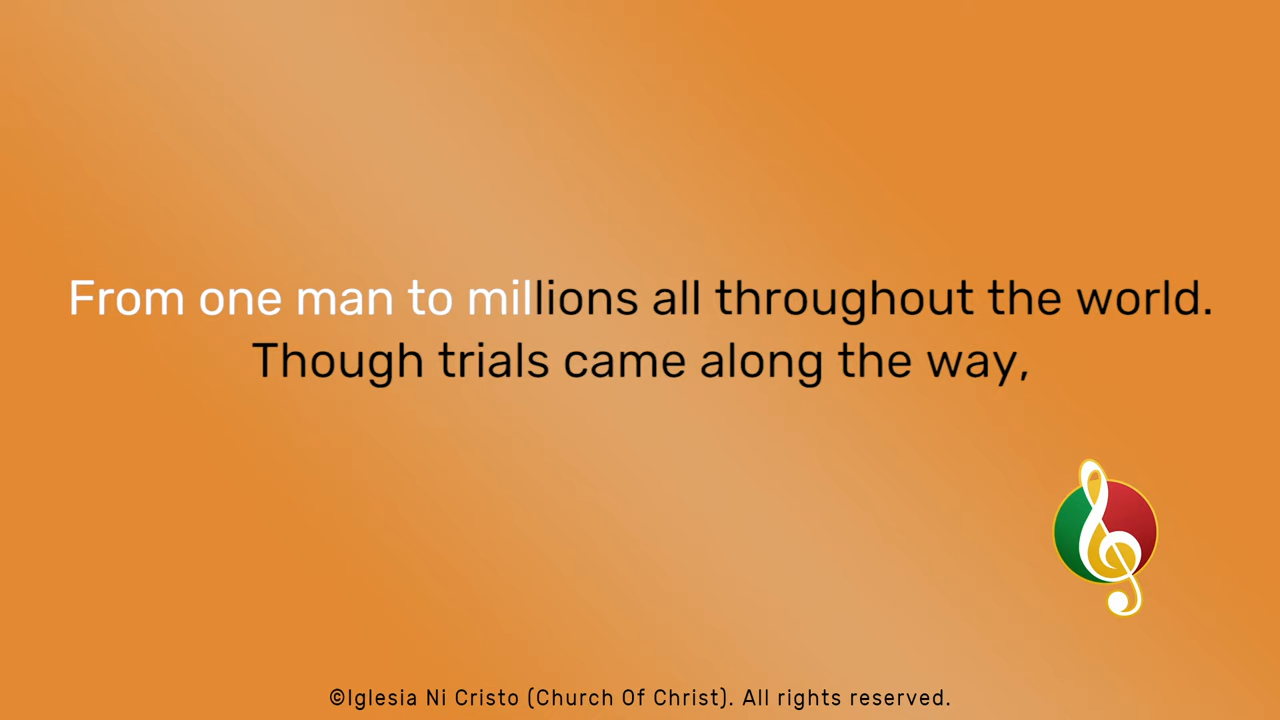 From one man to millions all throughout the world.
Though trials came along the way,
©Iglesia Ni Cristo (Church Of Christ). All rights reserved.